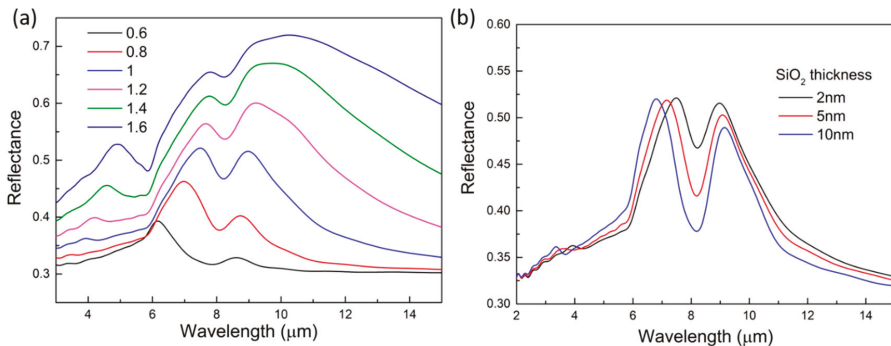 (a)
0.6
0.8
1
1.2
1.4
1.6
0.7
0.6
0.5
0.4
0.3
Reflectance
4 6 8 10 12 14
Wavelength (μm)
(b)
SiO₂ thickness
2nm
5nm
10nm
0.60
0.55
0.50
0.45
0.40
0.35
0.30
Reflectance
2 4 6 8 10 12 14
Wavelength (μm)